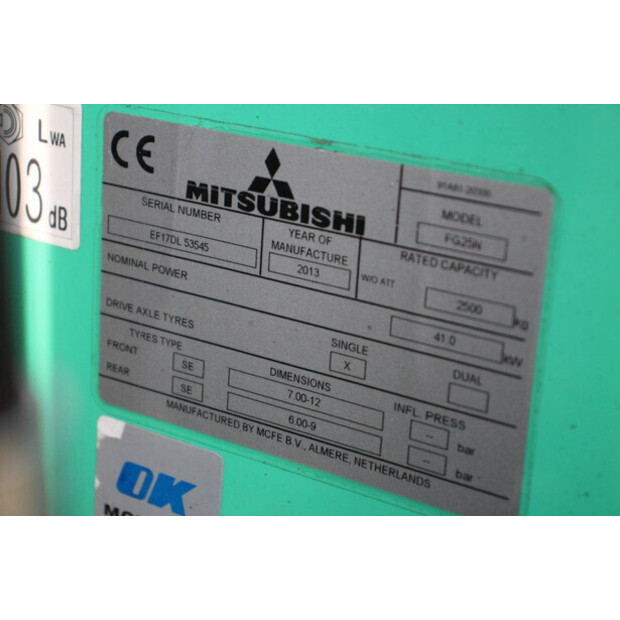 LWA
103 dB
CE
MITSUBISHI
MODEL
FG25N
SERIAL NUMBER
EF17DL 53545
YEAR OF
MANUFACTURE
2013
RATED CAPACITY
W/O ATT
2500 kg
NOMINAL POWER
41.0 kW
DRIVE AXLE TYRES
SINGLE
X
DUAL
TYRES TYPE
DIMENSIONS
INFL. PRESS
FRONT SE 7.00-12 -- bar
REAR SE 6.00-9 -- bar
MANUFACTURED BY MCFE B.V., ALMERE, NETHERLANDS
OK